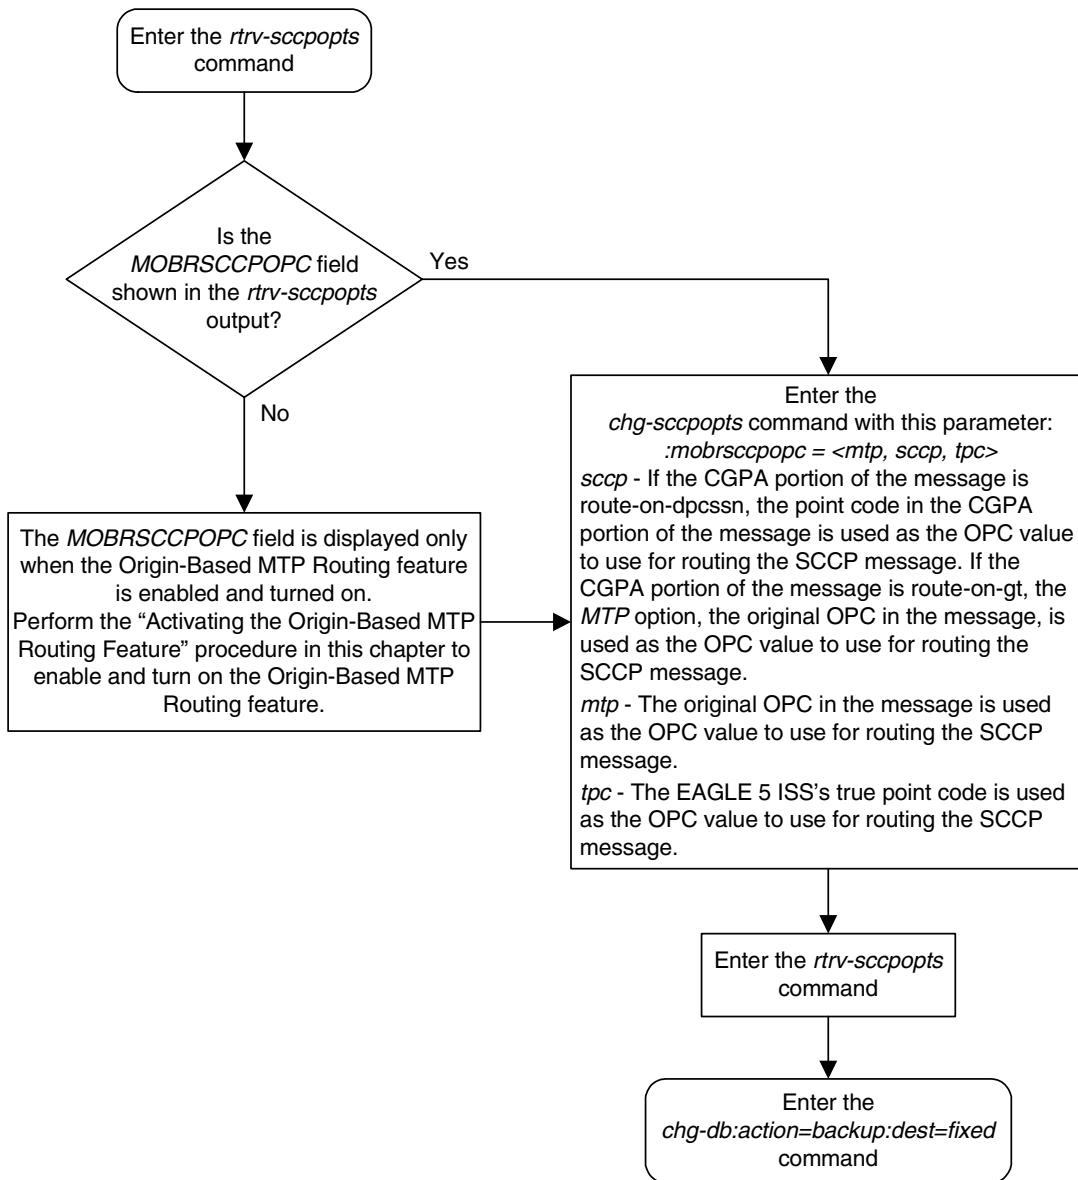 Enter the rtrv-sccpopts
command
Is the
MOBRSCCPOPC field
shown in the rtrv-sccpopts
output?
Yes
No
The MOBRSCCPOPC field is displayed only
when the Origin-Based MTP Routing feature
is enabled and turned on.
Perform the “Activating the Origin-Based MTP
Routing Feature” procedure in this chapter to
enable and turn on the Origin-Based MTP
Routing feature.
Enter the
chg-sccpopts command with this parameter:
:mobrsccpopc = <mtp, sccp, tpc>
sccp - If the CGPA portion of the message is
route-on-dpcssn, the point code in the CGPA
portion of the message is used as the OPC value
to use for routing the SCCP message. If the
CGPA portion of the message is route-on-gt, the
MTP option, the original OPC in the message, is
used as the OPC value to use for routing the
SCCP message.
mtp - The original OPC in the message is used
as the OPC value to use for routing the SCCP
message.
tpc - The EAGLE 5 ISS's true point code is used
as the OPC value to use for routing the SCCP
message.
Enter the rtrv-sccpopts
command
Enter the
chg-db:action=backup:dest=fixed
command